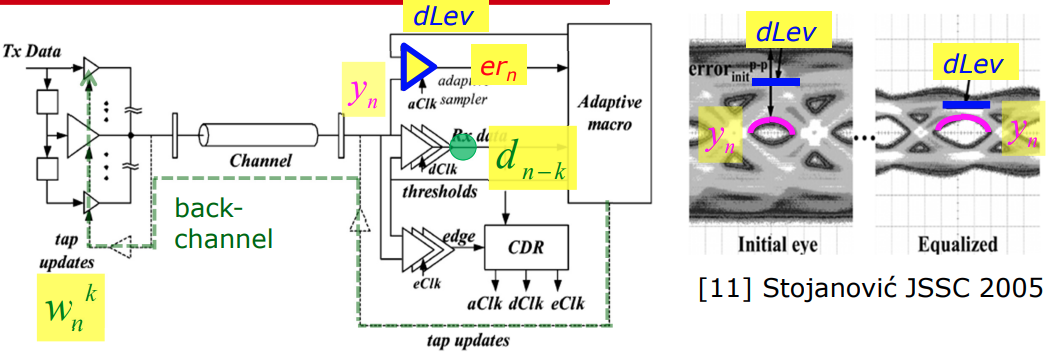 dLev
Tx Data
y_n
er_n
adaptive
sampler
aClk
Adaptive
macro
Rx data
d_{n-k}
dClk
Channel
thresholds
back-
channel
tap
updates
w_n^k
edge
CDR
eClk
aClk dClk eClk
tap updates
dLev
error_{init}^{p-p}
y_n
Initial eye
dLev
y_n
Equalized
[11] Stojanović JSSC 2005